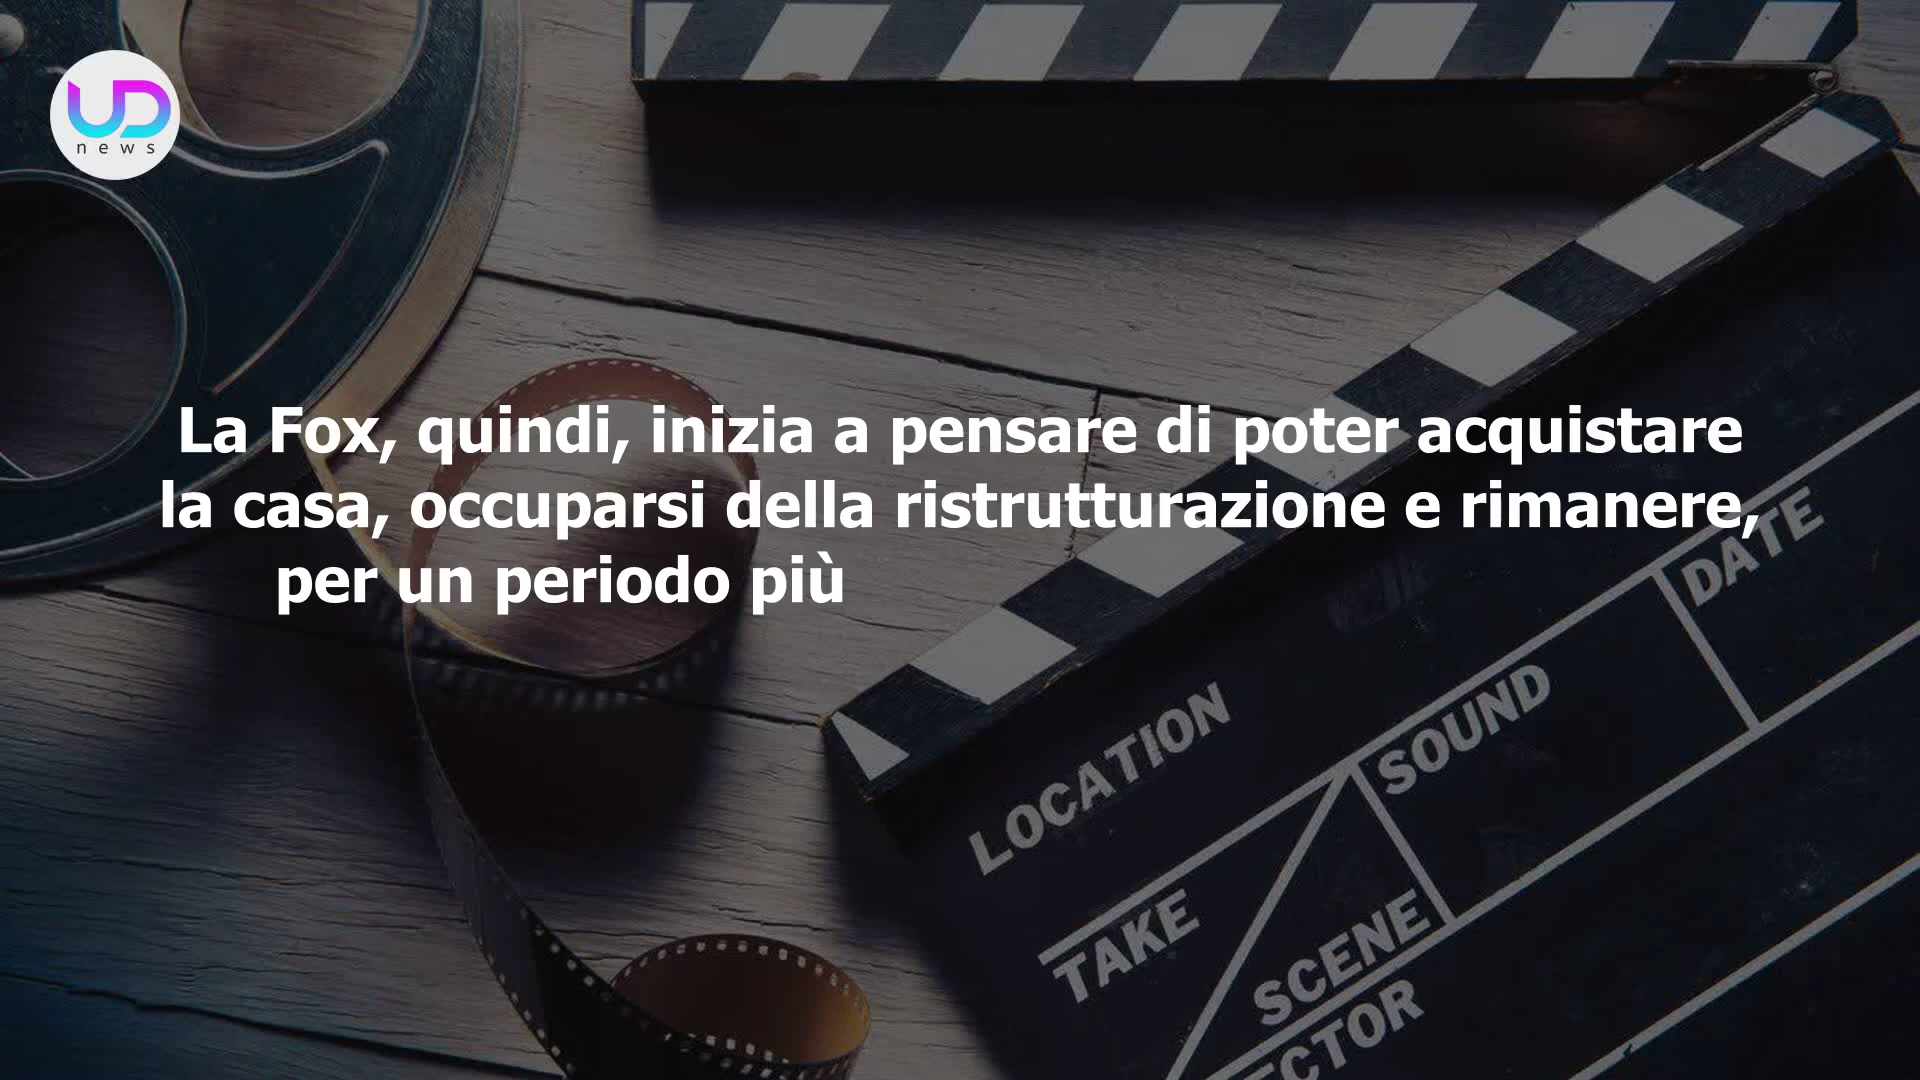 UD
news
La Fox, quindi, inizia a pensare di poter acquistare
la casa, occuparsi della ristrutturazione e rimanere,
per un periodo più
DATE
SOUND
LOCATION
TAKE
SCENE
CTOR